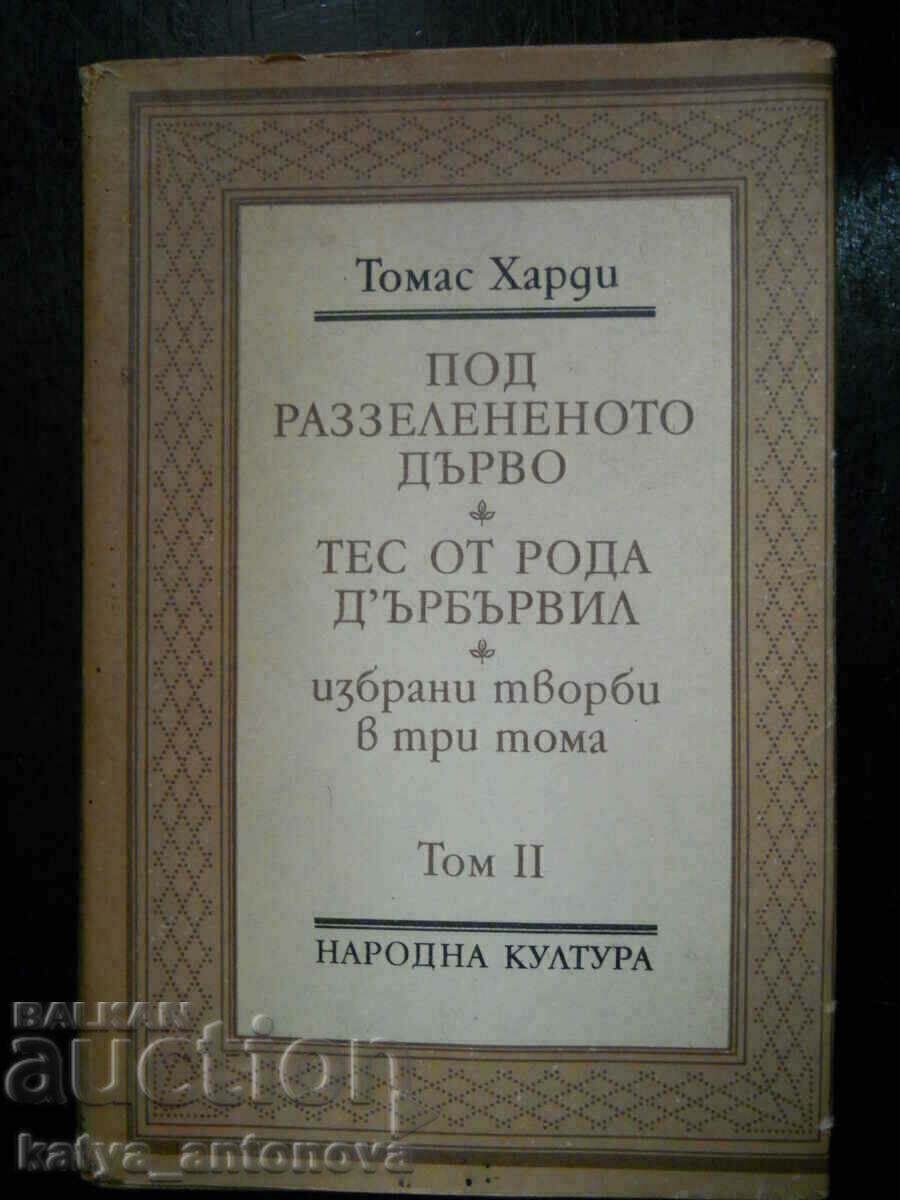 Томас Харди
ПОД
РАЗЗЕЛЕНЕНОТО
ДЪРВО
ТЕС ОТ РОДА
Д'ЪРБЪРВИЛ
избрани творби
в три тома
Том II
НАРОДНА КУЛТУРА
BALKAN
auction
katya_antonova